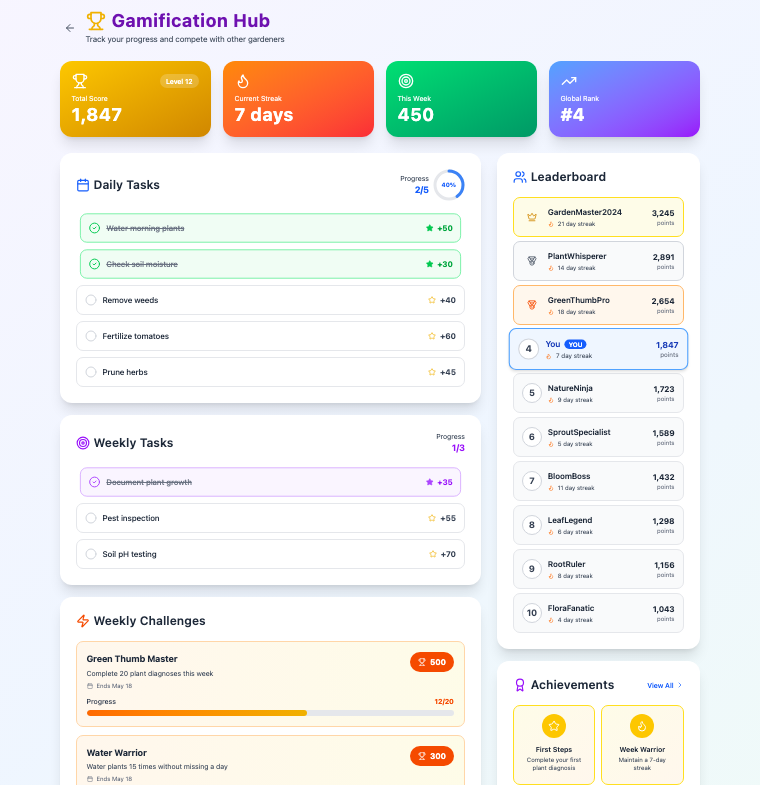 Gamification Hub
Track your progress and compete with other gardeners
Level 12
Total Score
1,847
Current Streak
7 days
This Week
450
Global Rank
#4
Daily Tasks
Progress
2/5
40%
Water morning plants
+50
Check soil moisture
+30
Remove weeds
+40
Fertilize tomatoes
+60
Prune herbs
+45
Weekly Tasks
Progress
1/3
Document plant growth
+35
Pest inspection
+55
Soil pH testing
+70
Weekly Challenges
Green Thumb Master
500
Complete 20 plant diagnoses this week
Ends May 18
Progress
12/20
Water Warrior
300
Water plants 15 times without missing a day
Ends May 18
Leaderboard
GardenMaster2024
3,245
21 day streak
points
PlantWhisperer
2,891
14 day streak
points
GreenThumbPro
2,654
18 day streak
points
4
You YOU
1,847
7 day streak
points
5
NatureNinja
1,723
9 day streak
points
6
SproutSpecialist
1,589
5 day streak
points
7
BloomBoss
1,432
11 day streak
points
8
LeafLegend
1,298
6 day streak
points
9
RootRuler
1,156
8 day streak
points
10
FloraFanatic
1,043
4 day streak
points
Achievements
View All
First Steps
Complete your first
plant diagnosis
Week Warrior
Maintain a 7-day
streak